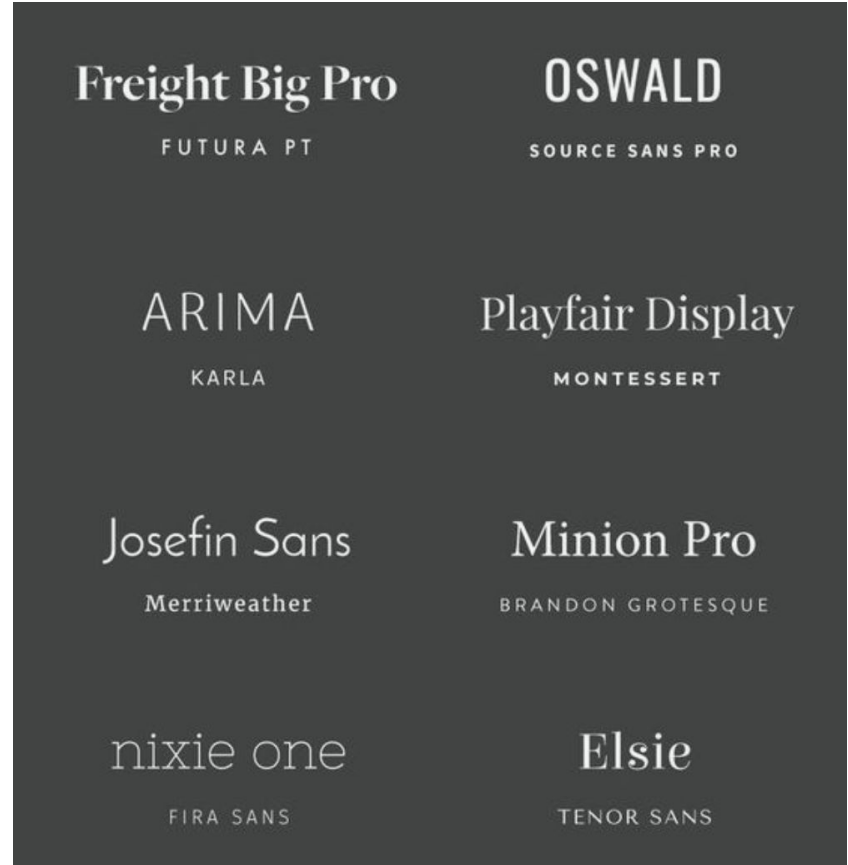 Freight Big Pro
FUTURA PT
OSWALD
SOURCE SANS PRO
ARIMA
KARLA
Playfair Display
MONTESSERT
Josefin Sans
Merriweather
Minion Pro
BRANDON GROTESQUE
nixie one
FIRA SANS
Elsie
TENOR SANS